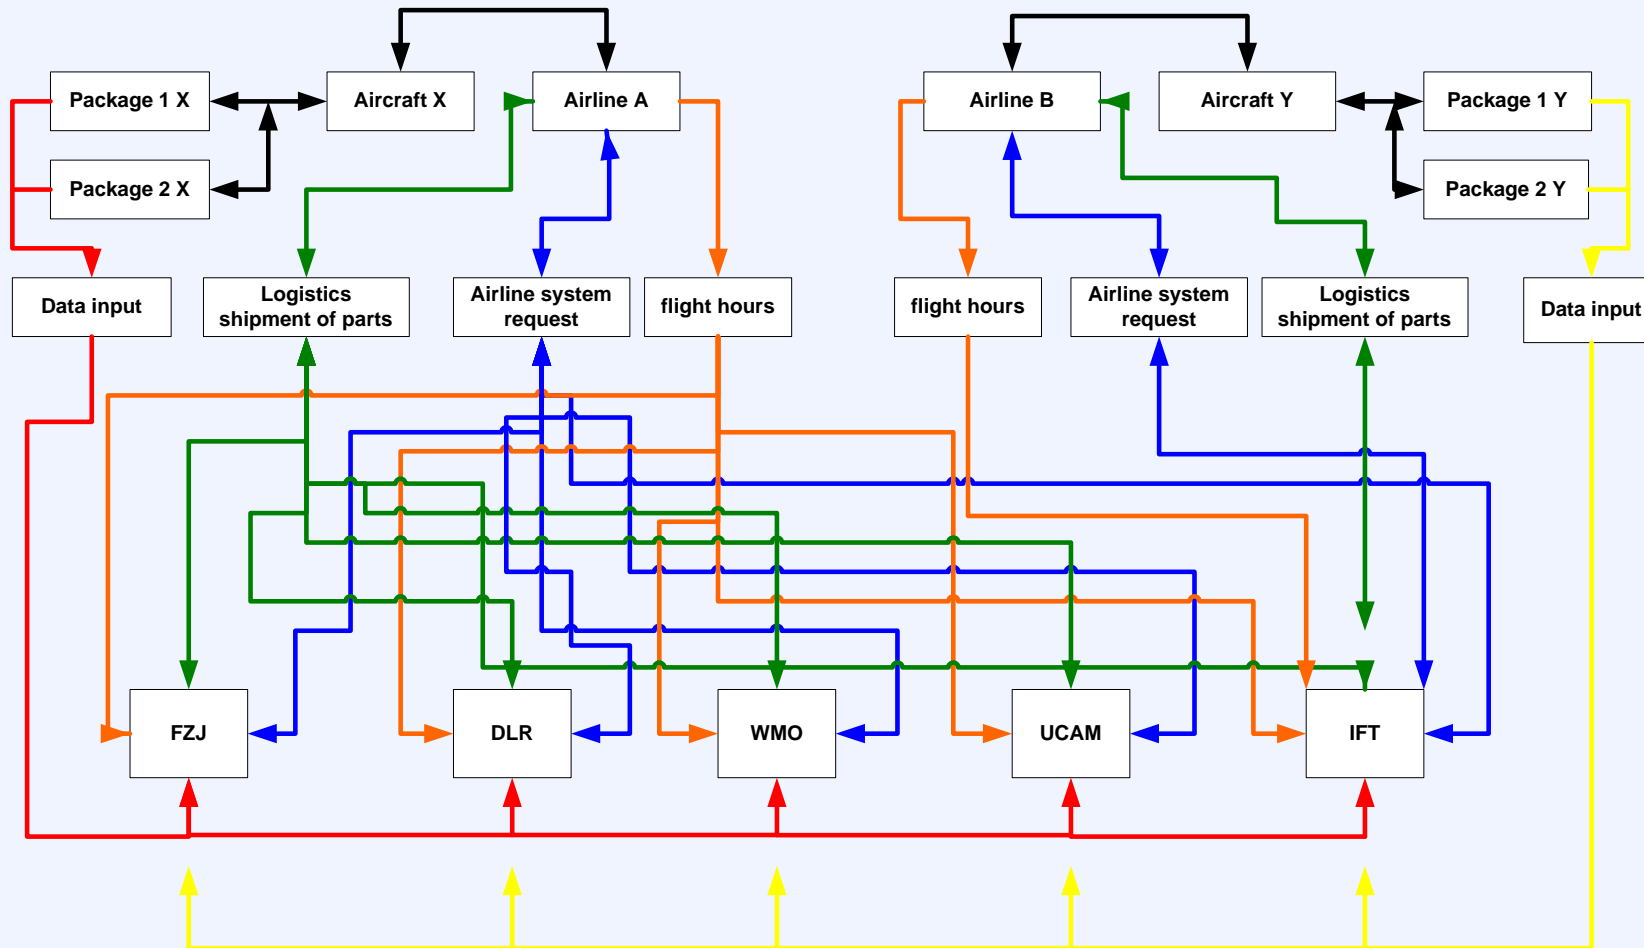 Package 1 X
Aircraft X
Airline A
Airline B
Aircraft Y
Package 1 Y
Package 2 X
Package 2 Y
Data input
Logistics
shipment of parts
Airline system
request
flight hours
flight hours
Airline system
request
Logistics
shipment of parts
Data input
FZJ
DLR
WMO
UCAM
IFT